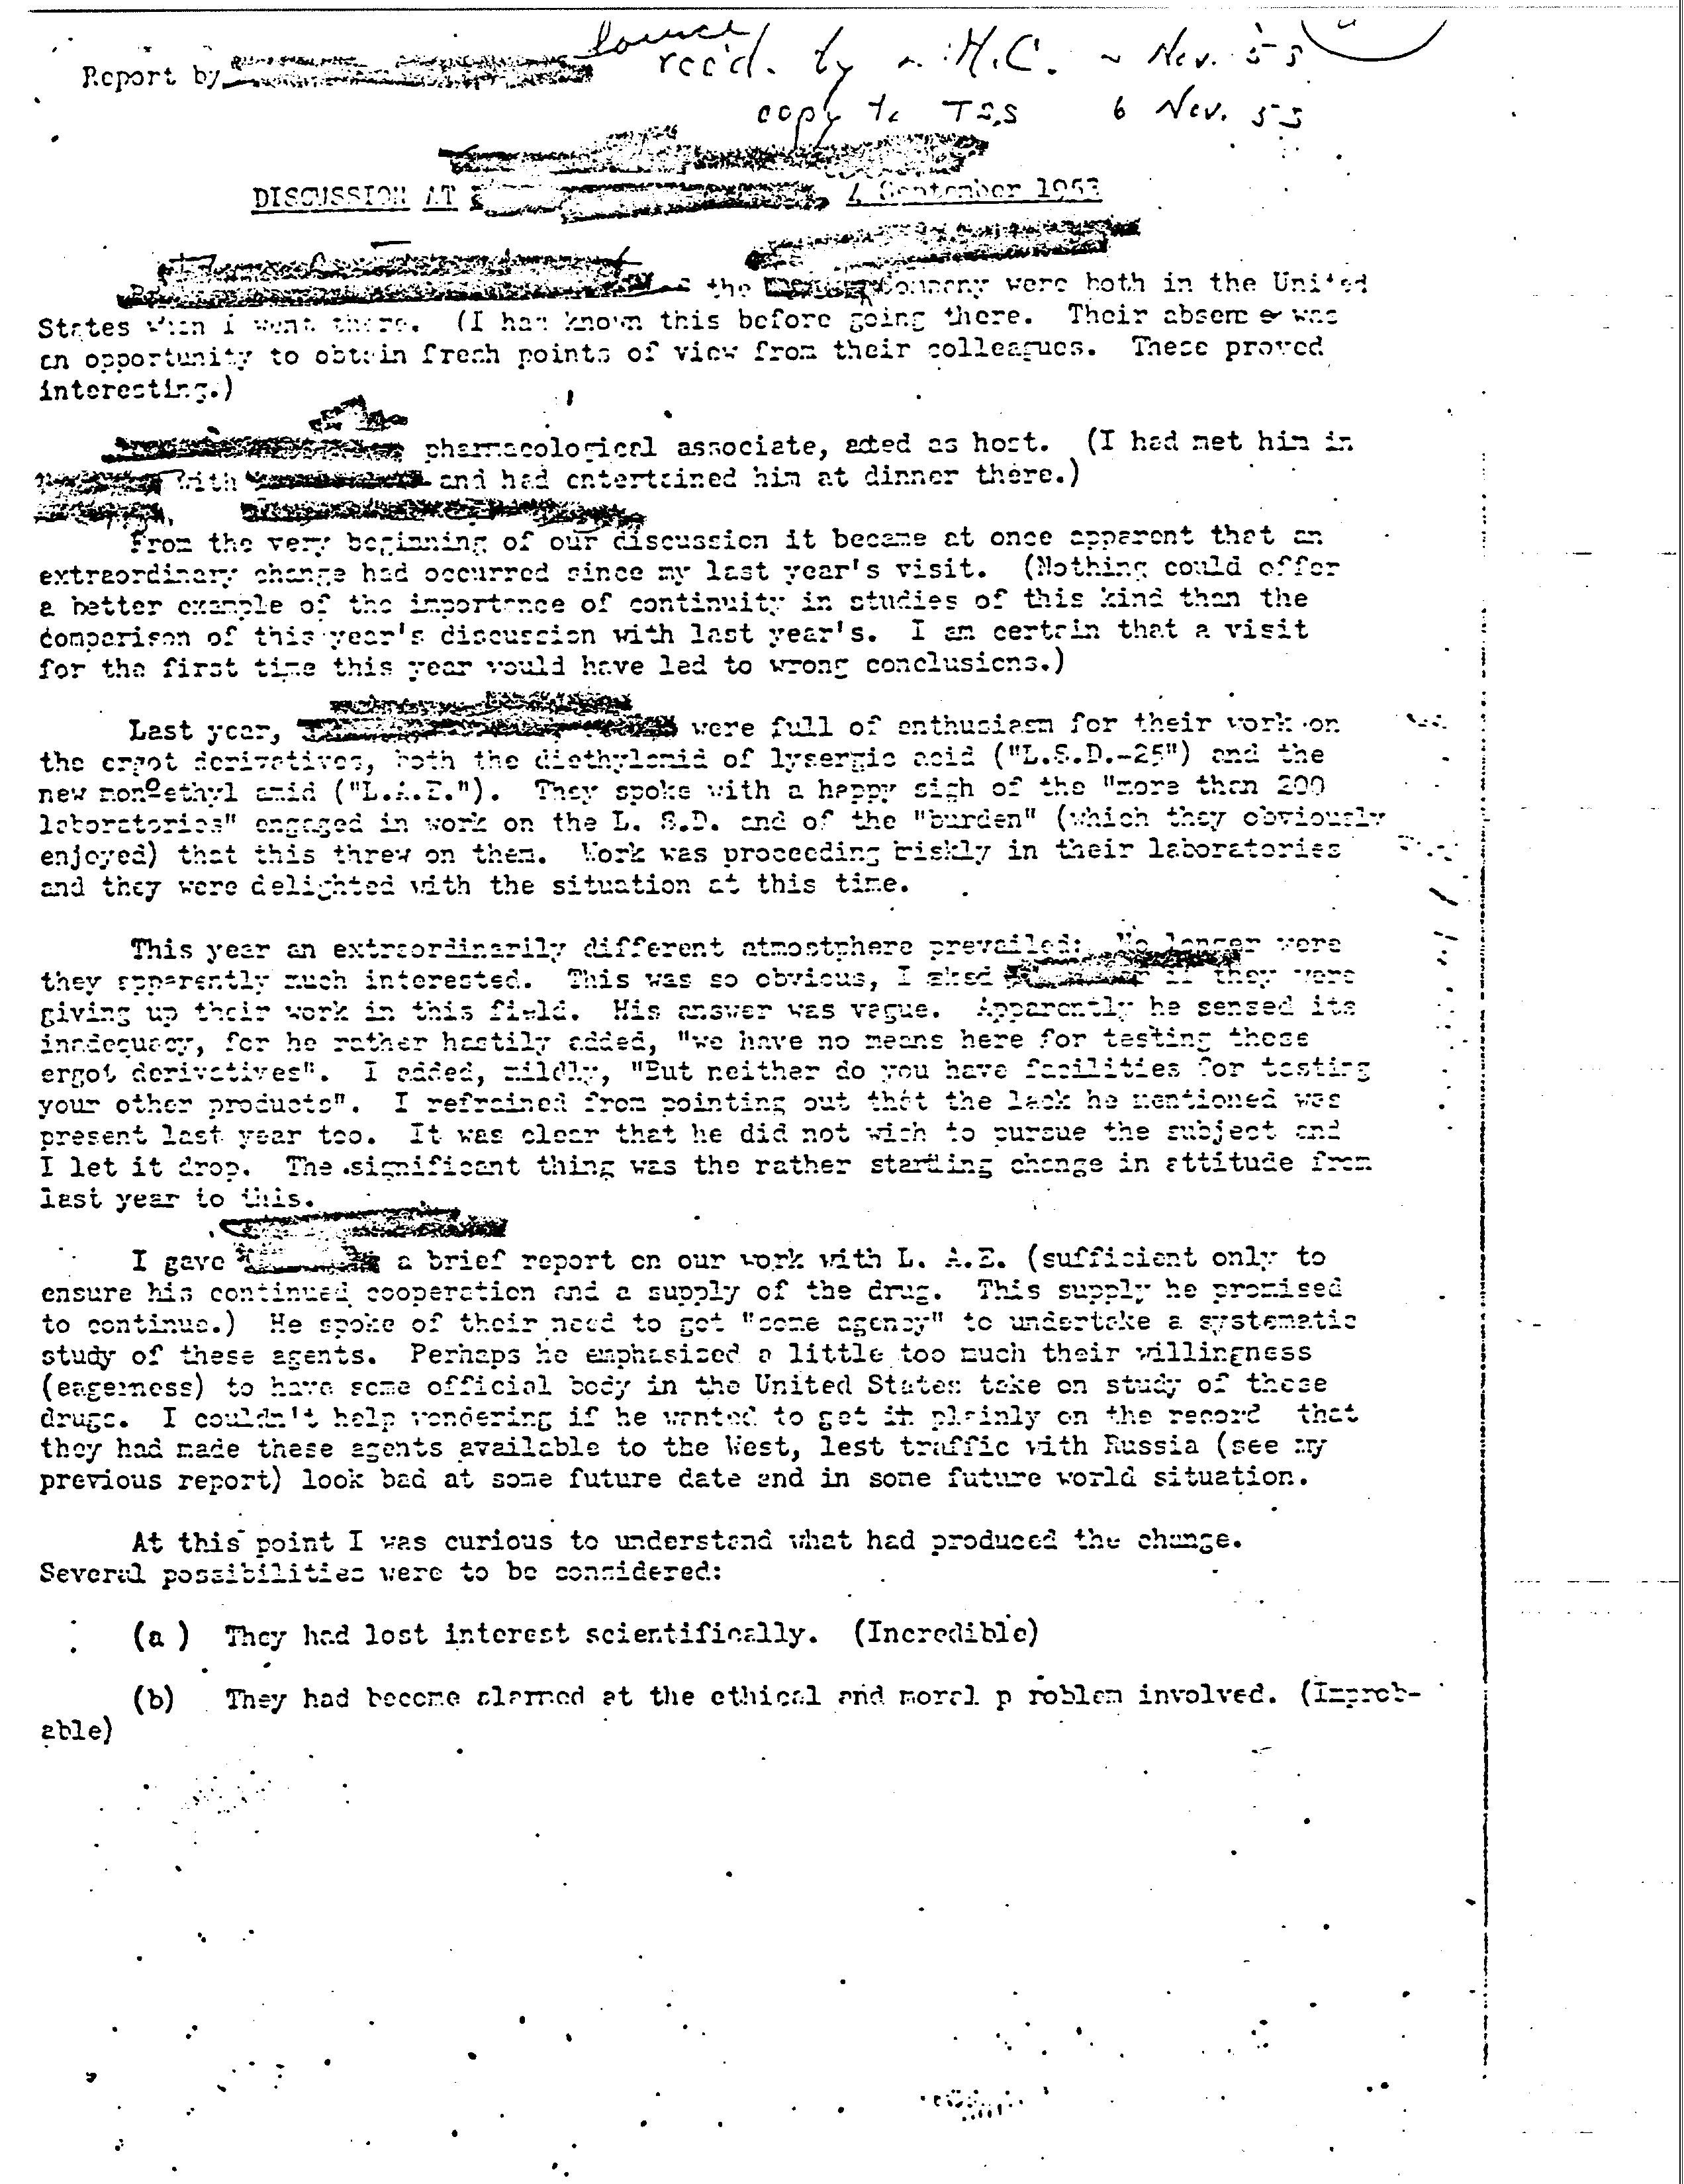 source
Report by rec'd. by H.C. Nov. 53
copy to TSS 6 Nov. 53
DISCUSSION AT 4 September 1953
the Company were both in the United
States when I went there. (I had known this before going there. Their absence was
an opportunity to obtain fresh points of view from their colleagues. These proved
interesting.)
pharmacological associate, acted as host. (I had met him in
with and had entertained him at dinner there.)
From the very beginning of our discussion it became at once apparent that an
extraordinary change had occurred since my last year's visit. (Nothing could offer
a better example of the importance of continuity in studies of this kind than the
comparison of this year's discussion with last year's. I am certain that a visit
for the first time this year would have led to wrong conclusions.)
Last year, were full of enthusiasm for their work on
the ergot derivatives, both the diethylamid of lysergic acid ("L.S.D.-25") and the
new monoethyl amid ("L.A.E."). They spoke with a happy sigh of the "more than 200
laboratories" engaged in work on the L. S.D. and of the "burden" (which they obviously
enjoyed) that this threw on them. Work was proceeding briskly in their laboratories
and they were delighted with the situation at this time.
This year an extraordinarily different atmostphere prevailed: No longer were
they apparently much interested. This was so obvious, I aked if they were
giving up their work in this field. His answer was vague. Apparently he sensed its
inadequacy, for he rather hastily added, "we have no means here for testing these
ergot derivatives". I added, mildly, "But neither do you have facilities for testing
your other products". I refrained from pointing out that the lack he mentioned was
present last year too. It was clear that he did not wish to pursue the subject and
I let it drop. The significant thing was the rather startling change in attitude from
last year to this.
I gave a brief report on our work with L. A.E. (sufficient only to
ensure his continued cooperation and a supply of the drug. This supply he promised
to continue.) He spoke of their need to get "some agency" to undertake a systematic
study of these agents. Perhaps he emphasized a little too much their willingness
(eagerness) to have some official body in the United States take on study of these
drugs. I couldn't help wondering if he wanted to get it plainly on the record that
they had made these agents available to the West, lest traffic with Russia (see my
previous report) look bad at some future date and in some future world situation.
At this point I was curious to understand what had produced the change.
Several possibilities were to be considered:
(a ) They had lost interest scientifically. (Incredible)
(b) They had become alarmed at the ethical and moral p roblem involved. (Improb-
able)